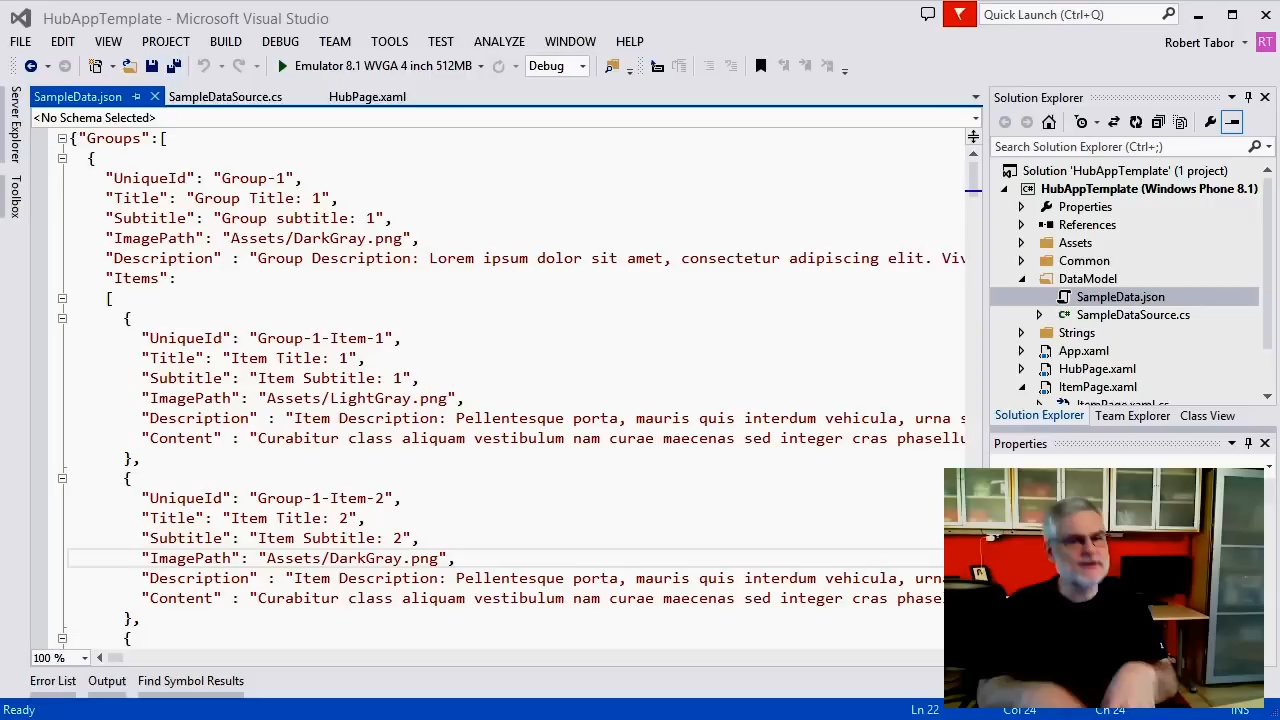 HubAppTemplate - Microsoft Visual Studio
Quick Launch (Ctrl+Q)
FILE EDIT VIEW PROJECT BUILD DEBUG TEAM TOOLS TEST ANALYZE WINDOW HELP
Robert Tabor RT
Emulator 8.1 WVGA 4 inch 512MB Debug
Server Explorer
Toolbox
SampleData.json SampleDataSource.cs HubPage.xaml
<No Schema Selected>
{"Groups":[
{
"UniqueId": "Group-1",
"Title": "Group Title: 1",
"Subtitle": "Group subtitle: 1",
"ImagePath": "Assets/DarkGray.png",
"Description" : "Group Description: Lorem ipsum dolor sit amet, consectetur adipiscing elit. Viv
"Items":
[
{
"UniqueId": "Group-1-Item-1",
"Title": "Item Title: 1",
"Subtitle": "Item Subtitle: 1",
"ImagePath": "Assets/LightGray.png",
"Description" : "Item Description: Pellentesque porta, mauris quis interdum vehicula, urna s
"Content" : "Curabitur class aliquam vestibulum nam curae maecenas sed integer cras phasellu
},
{
"UniqueId": "Group-1-Item-2",
"Title": "Item Title: 2",
"Subtitle": "Item Subtitle: 2",
"ImagePath": "Assets/DarkGray.png",
"Description" : "Item Description: Pellentesque porta, mauris quis interdum vehicula, urn
"Content" : "Curabitur class aliquam vestibulum nam curae maecenas sed integer cras phase
},
{
100 %
Error List Output Find Symbol Results
Ready Ln 22 Col 24 Ch 24 INS
Solution Explorer
Search Solution Explorer (Ctrl+;)
Solution 'HubAppTemplate' (1 project)
HubAppTemplate (Windows Phone 8.1)
Properties
References
Assets
Common
DataModel
SampleData.json
SampleDataSource.cs
Strings
App.xaml
HubPage.xaml
ItemPage.xaml
ItemPage.xaml.cs
Solution Explorer Team Explorer Class View
Properties